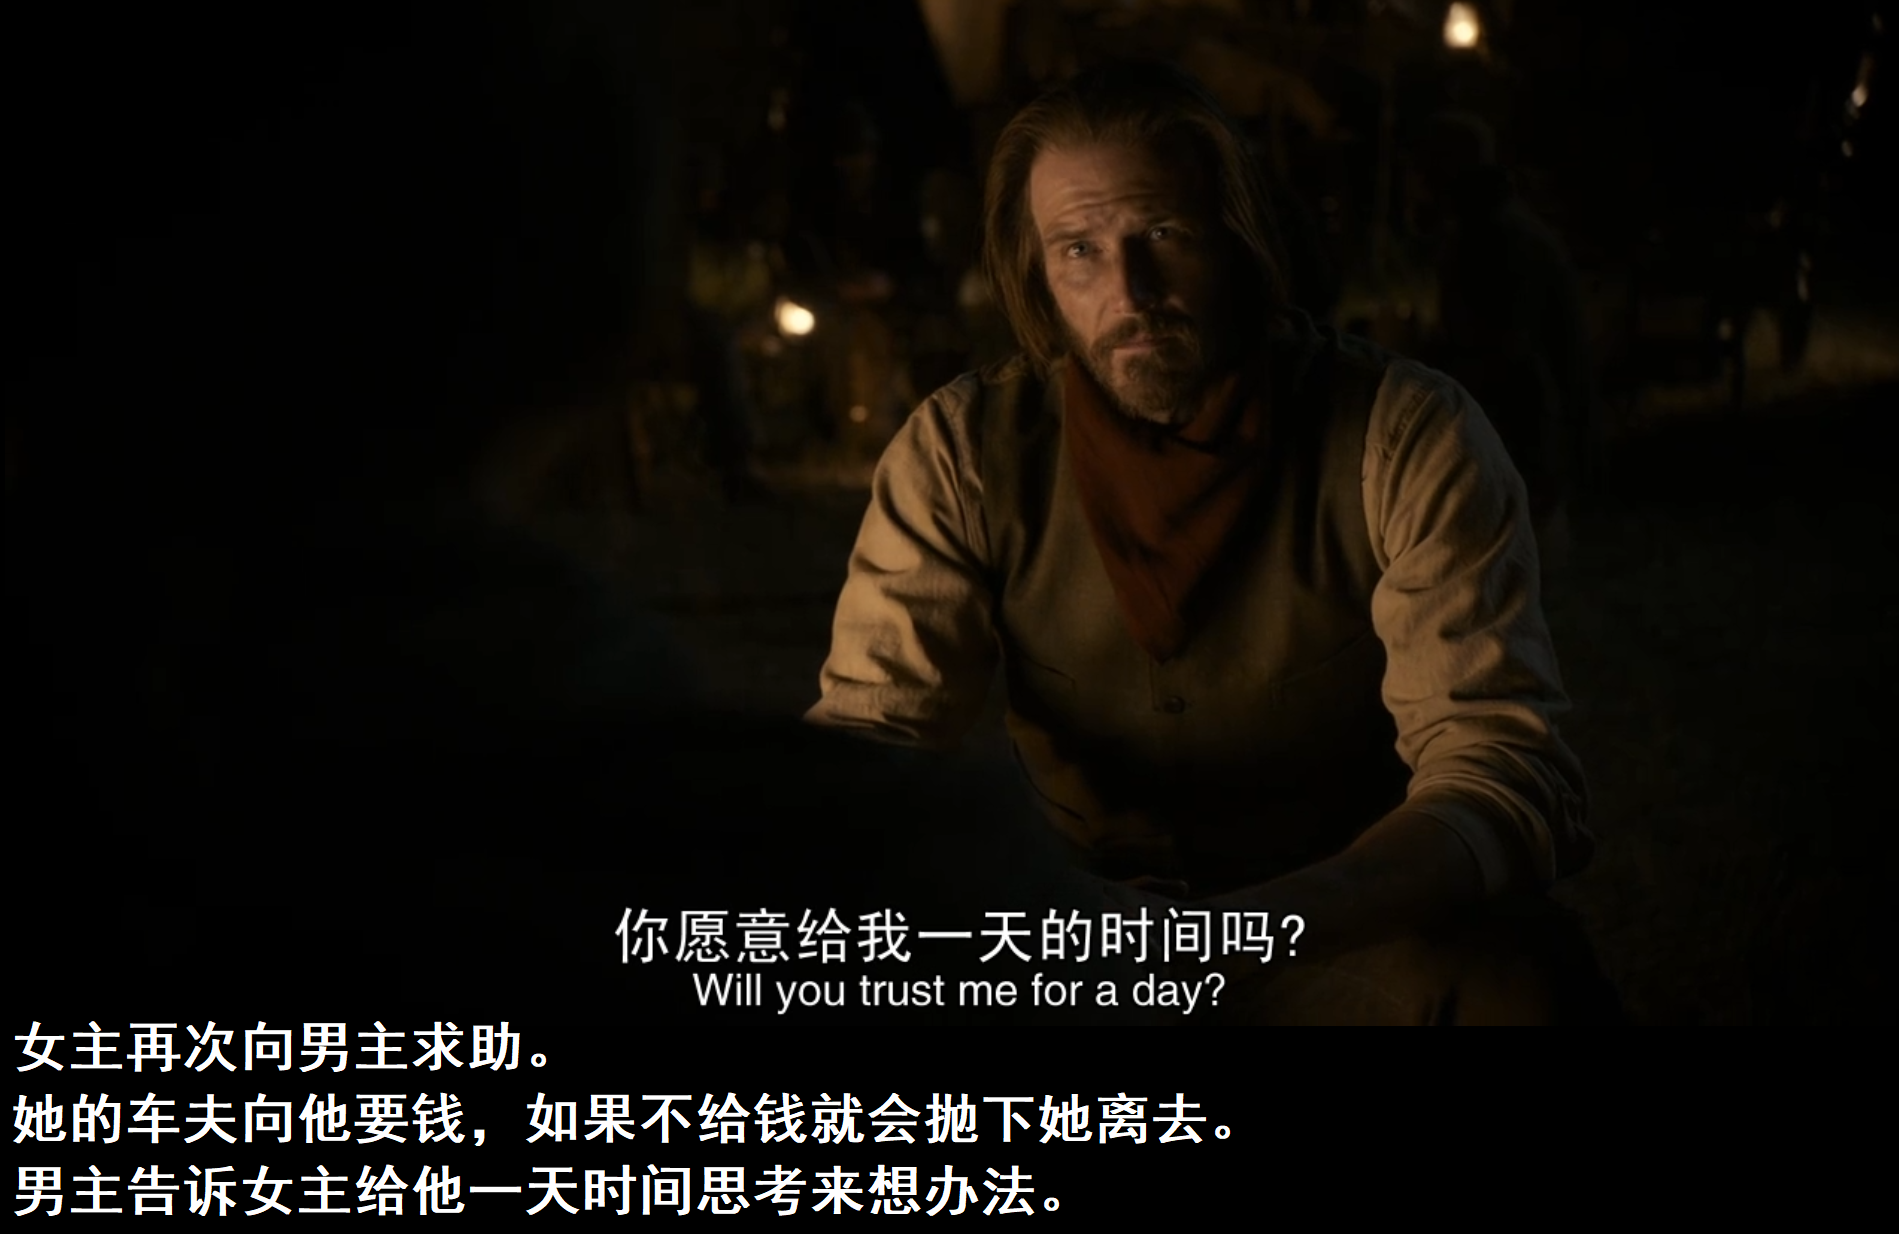 你愿意给我一天的时间吗?
Will you trust me for a day?
女主再次向男主求助。
她的车夫向他要钱，如果不给钱就会抛下她离去。
男主告诉女主给他一天时间思考来想办法。